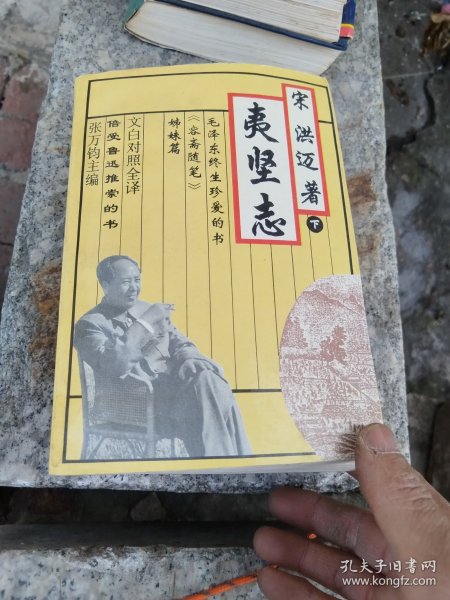 宋 洪迈 著
夷坚志
下
毛泽东终生珍爱的书
《容斋随笔》
姊妹篇
文白对照全译
倍受鲁迅推崇的书
张万钧主编
孔夫子旧书网
www.kongfz.com